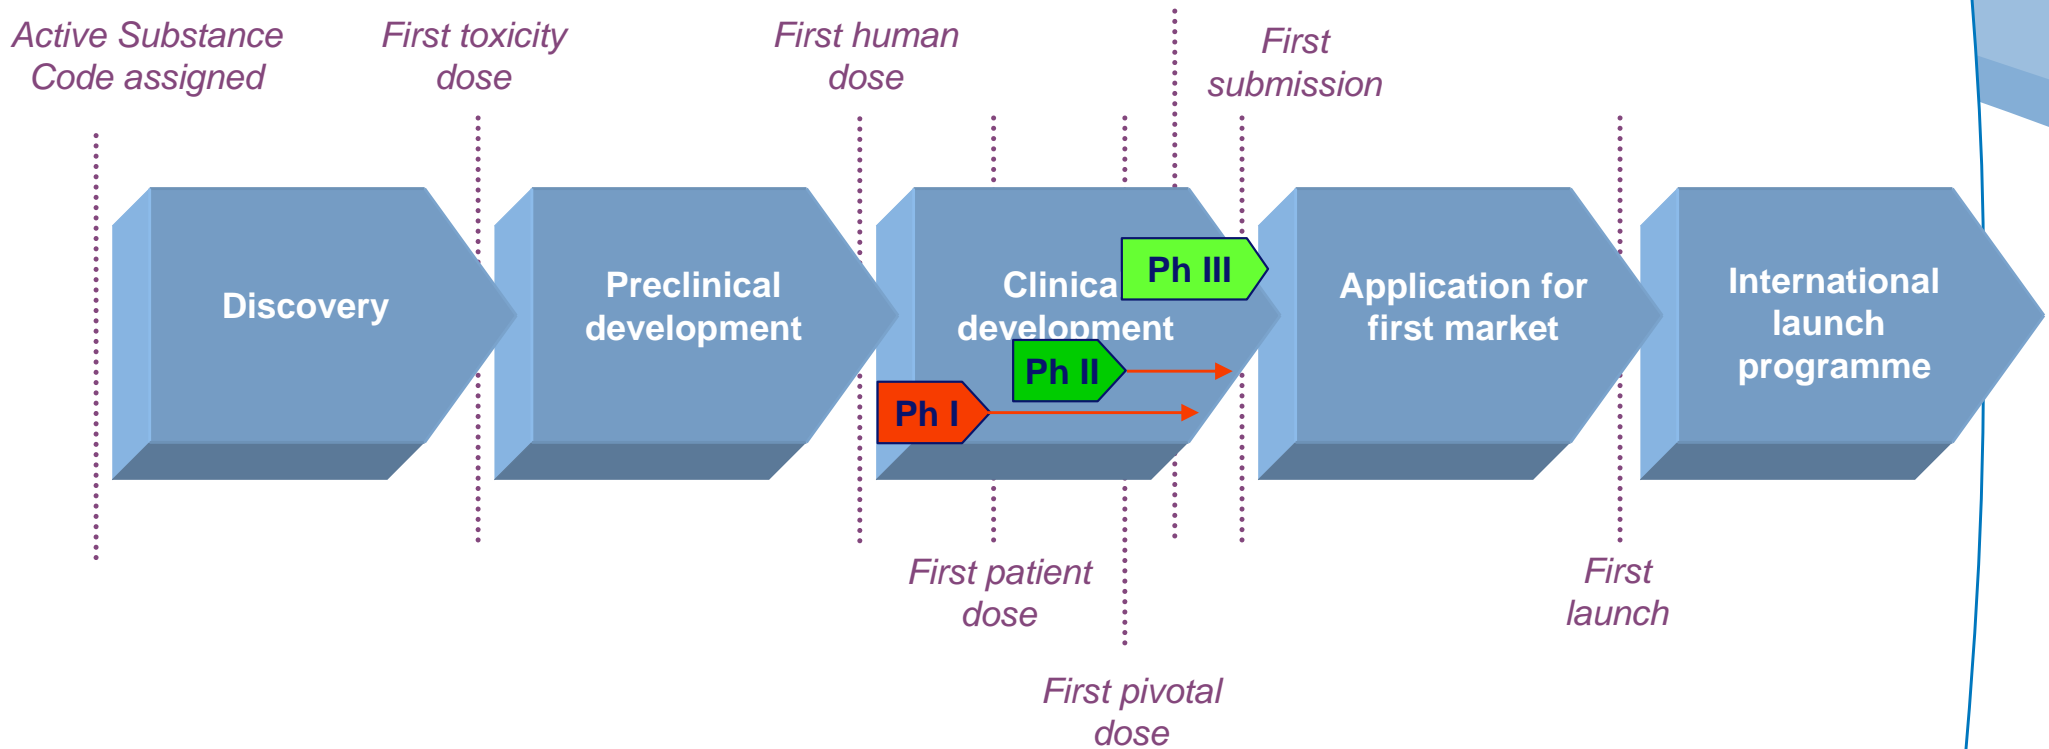 Active Substance
Code assigned
First toxicity
dose
First human
dose
First
submission
Discovery
Preclinical
development
Clinica
development
Ph III
Ph II
Ph I
Application for
first market
International
launch
programme
First patient
dose
First pivotal
dose
First
launch